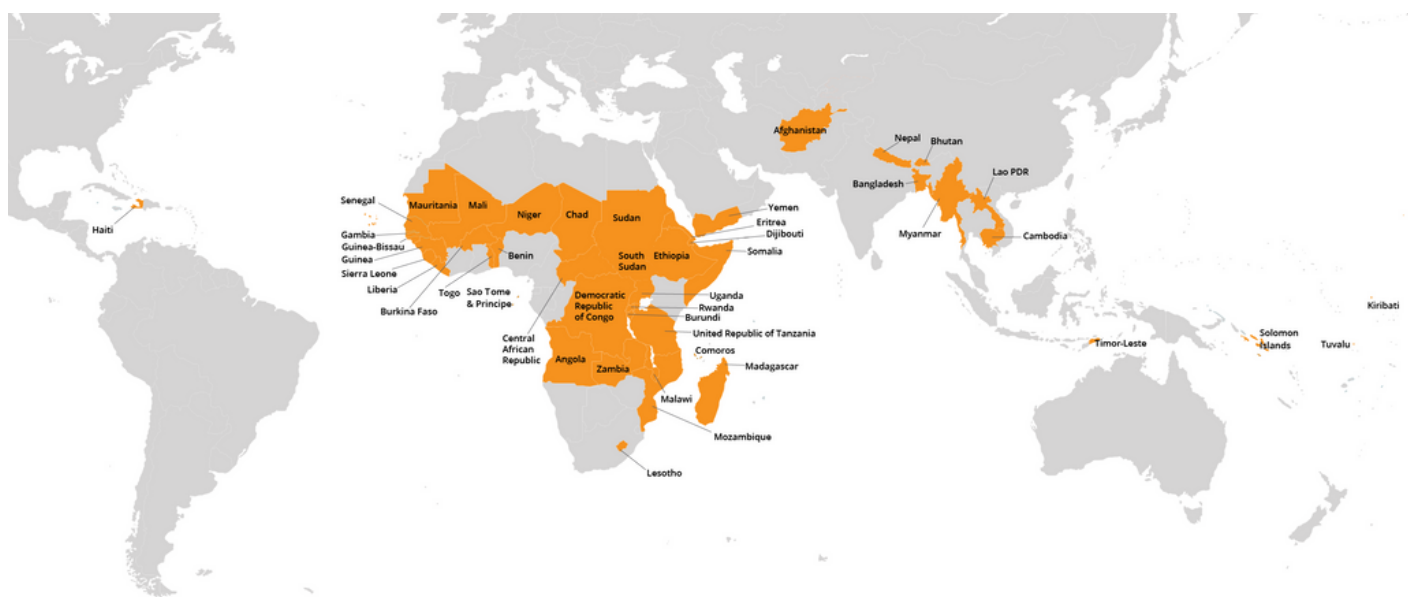 Haiti
Senegal
Gambia
Guinea-Bissau
Guinea
Sierra Leone
Liberia
Burkina Faso
Togo
Sao Tome
& Principe
Benin
Mauritania
Mali
Niger
Chad
Sudan
South
Sudan
Ethiopia
Yemen
Eritrea
Djibouti
Somalia
Uganda
Rwanda
Burundi
Democratic
Republic
of Congo
Central
African
Republic
United Republic of Tanzania
Comoros
Madagascar
Angola
Zambia
Malawi
Mozambique
Lesotho
Afghanistan
Nepal
Bhutan
Bangladesh
Lao PDR
Myanmar
Cambodia
Timor-Leste
Solomon
Islands
Tuvalu
Kiribati